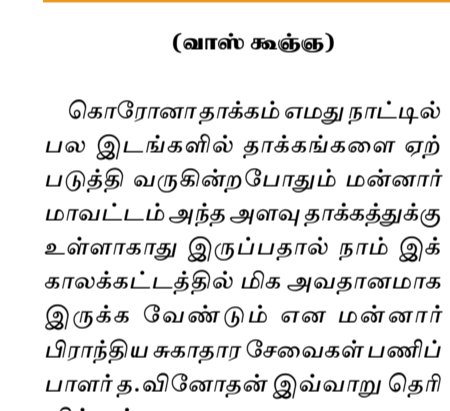 (வாஸ் கூஞ்ஞ)
கொரோனா தாக்கம் எமது நாட்டில்
பல இடங்களில் தாக்கங்களை ஏற்
படுத்தி வருகின்றபோதும் மன்னார்
மாவட்டம் அந்த அளவு தாக்கத்துக்கு
உள்ளாகாது இருப்பதால் நாம் இக்
காலக்கட்டத்தில் மிக அவதானமாக
இருக்க வேண்டும் என மன்னார்
பிராந்திய சுகாதார சேவைகள் பணிப்
பாளர் த.வினோதன் இவ்வாறு தெரி